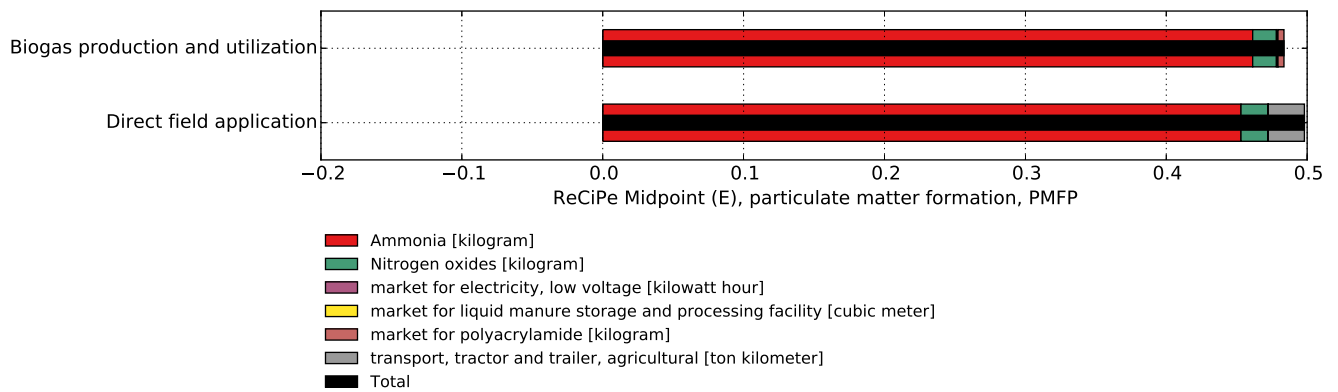 Biogas production and utilization
Direct field application
−0.2 −0.1 0.0 0.1 0.2 0.3 0.4 0.5
ReCiPe Midpoint (E), particulate matter formation, PMFP
Ammonia [kilogram]
Nitrogen oxides [kilogram]
market for electricity, low voltage [kilowatt hour]
market for liquid manure storage and processing facility [cubic meter]
market for polyacrylamide [kilogram]
transport, tractor and trailer, agricultural [ton kilometer]
Total